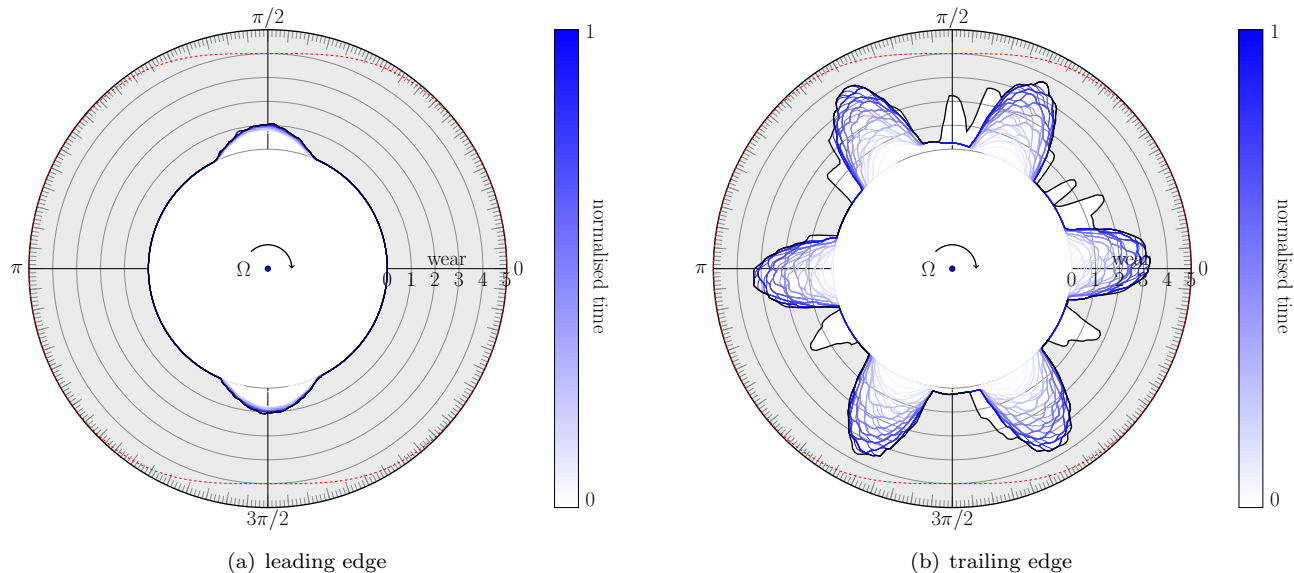 π/2
π
Ω
wear
0 1 2 3 4 5
0
3π/2
1
normalised time
0
(a) leading edge
π/2
π
Ω
wear
0 1 2 3 4 5
0
3π/2
1
normalised time
0
(b) trailing edge